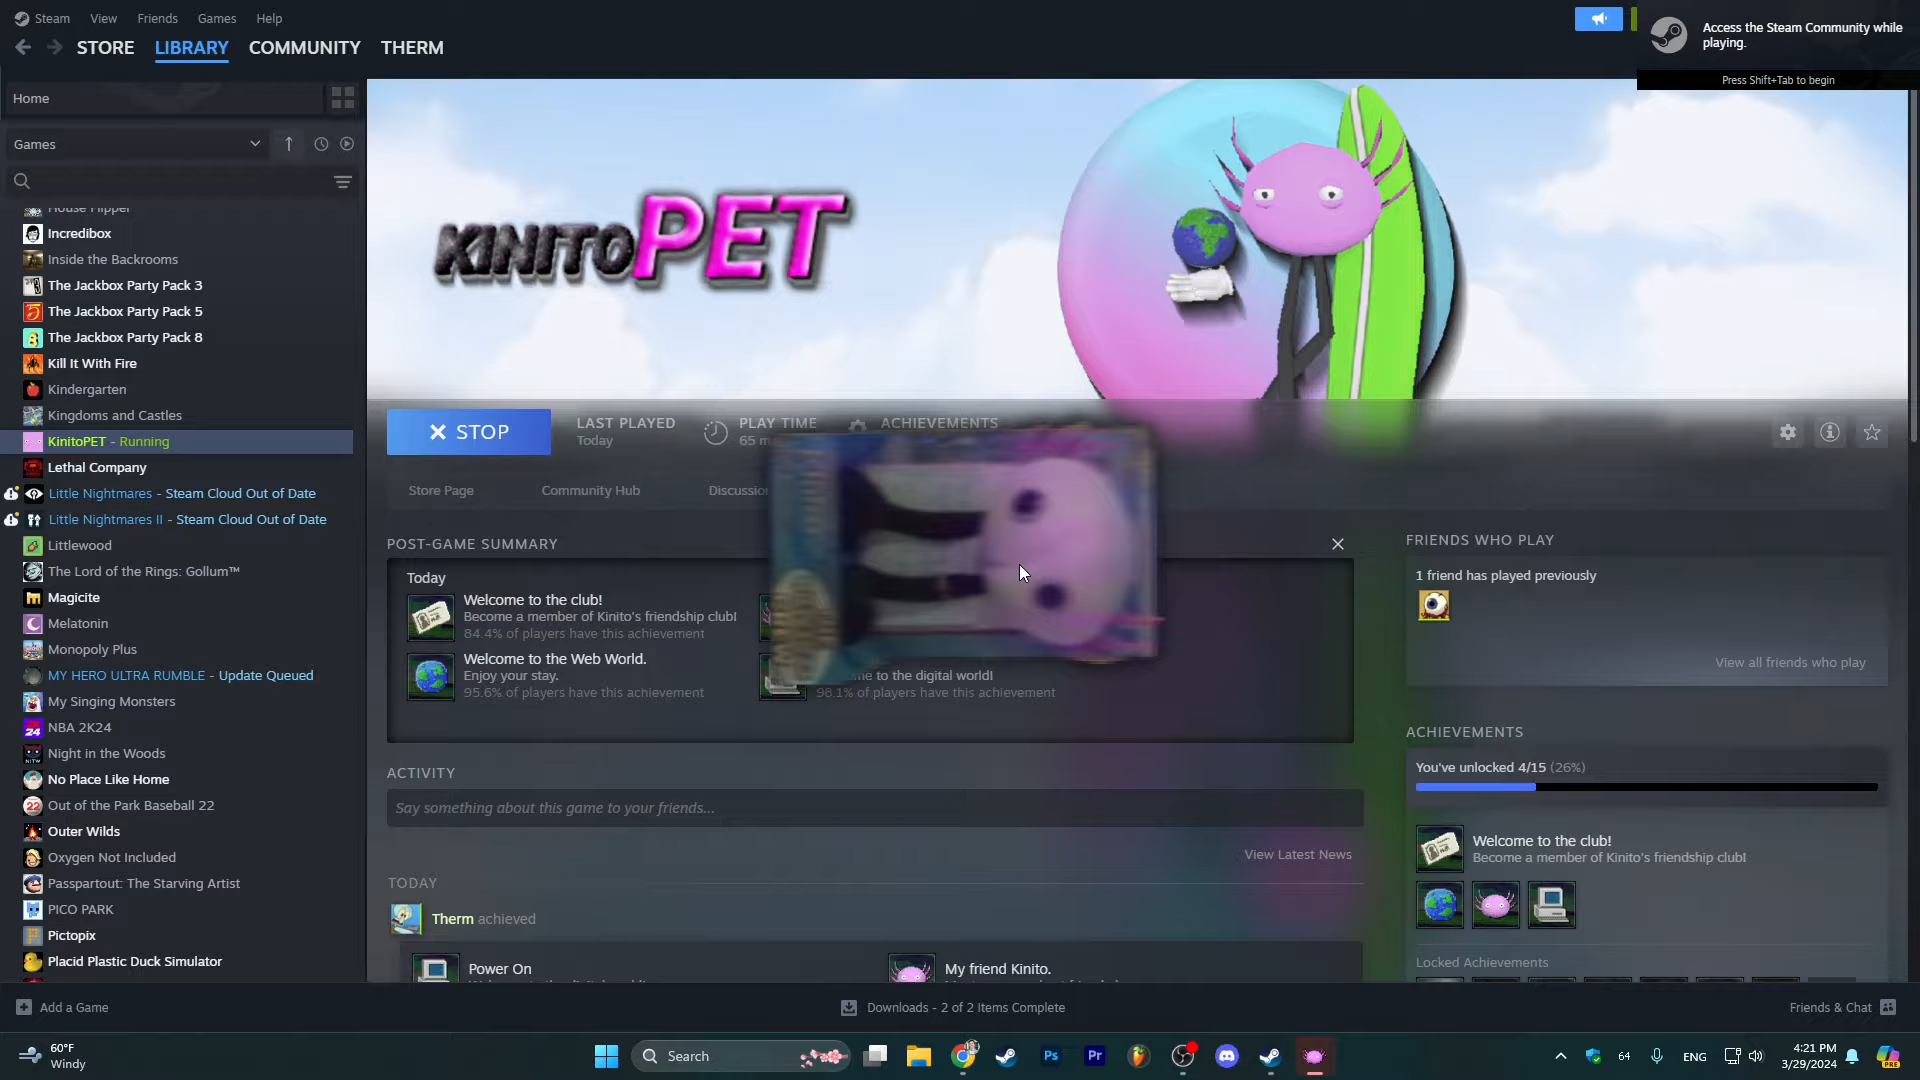 Steam View Friends Games Help
STORE LIBRARY COMMUNITY THERM
Access the Steam Community while playing.
Press Shift+Tab to begin
Home
Games
House Flipper
Incredibox
Inside the Backrooms
The Jackbox Party Pack 3
The Jackbox Party Pack 5
The Jackbox Party Pack 8
Kill It With Fire
Kindergarten
Kingdoms and Castles
KinitoPET - Running
Lethal Company
Little Nightmares - Steam Cloud Out of Date
Little Nightmares II - Steam Cloud Out of Date
Littlewood
The Lord of the Rings: Gollum™
Magicite
Melatonin
Monopoly Plus
MY HERO ULTRA RUMBLE - Update Queued
My Singing Monsters
NBA 2K24
Night in the Woods
No Place Like Home
Out of the Park Baseball 22
Outer Wilds
Oxygen Not Included
Passpartout: The Starving Artist
PICO PARK
Pictopix
Placid Plastic Duck Simulator
KINITOPET
STOP
LAST PLAYED
Today
PLAY TIME
65
ACHIEVEMENTS
Store Page Community Hub
POST-GAME SUMMARY
Today
Welcome to the club!
Become a member of Kinito's friendship club!
84.4% of players have this achievement
Welcome to the Web World.
Enjoy your stay.
95.6% of players have this achievement
to the digital world!
98.1% of players have this achievement
ACTIVITY
Say something about this game to your friends...
View Latest News
TODAY
Therm achieved
Power On
My friend Kinito.
FRIENDS WHO PLAY
1 friend has played previously
View all friends who play
ACHIEVEMENTS
You've unlocked 4/15 (26%)
Welcome to the club!
Become a member of Kinito's friendship club!
Locked Achievements
Add a Game
Downloads - 2 of 2 Items Complete
Friends & Chat
60°F
Windy
Search
Ps
Pr
64
ENG
4:21 PM
3/29/2024
PRE